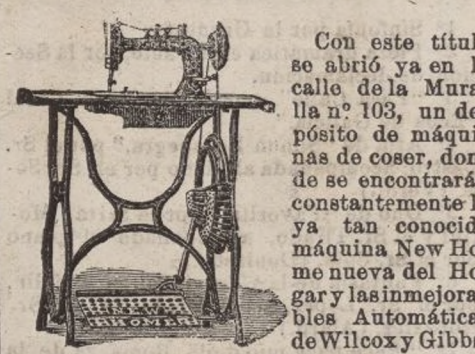 Con este títul
se abrió ya en l
calle de la Mura
lla nº 103, un de
pósito de máqui
nas de coser, don
de se encontrará
constantemente l
ya tan conocid
máquina New Ho
me nueva del Ho
gar y las inmejora
bles Automática
de Wilcox y Gibb
NEW
HOME